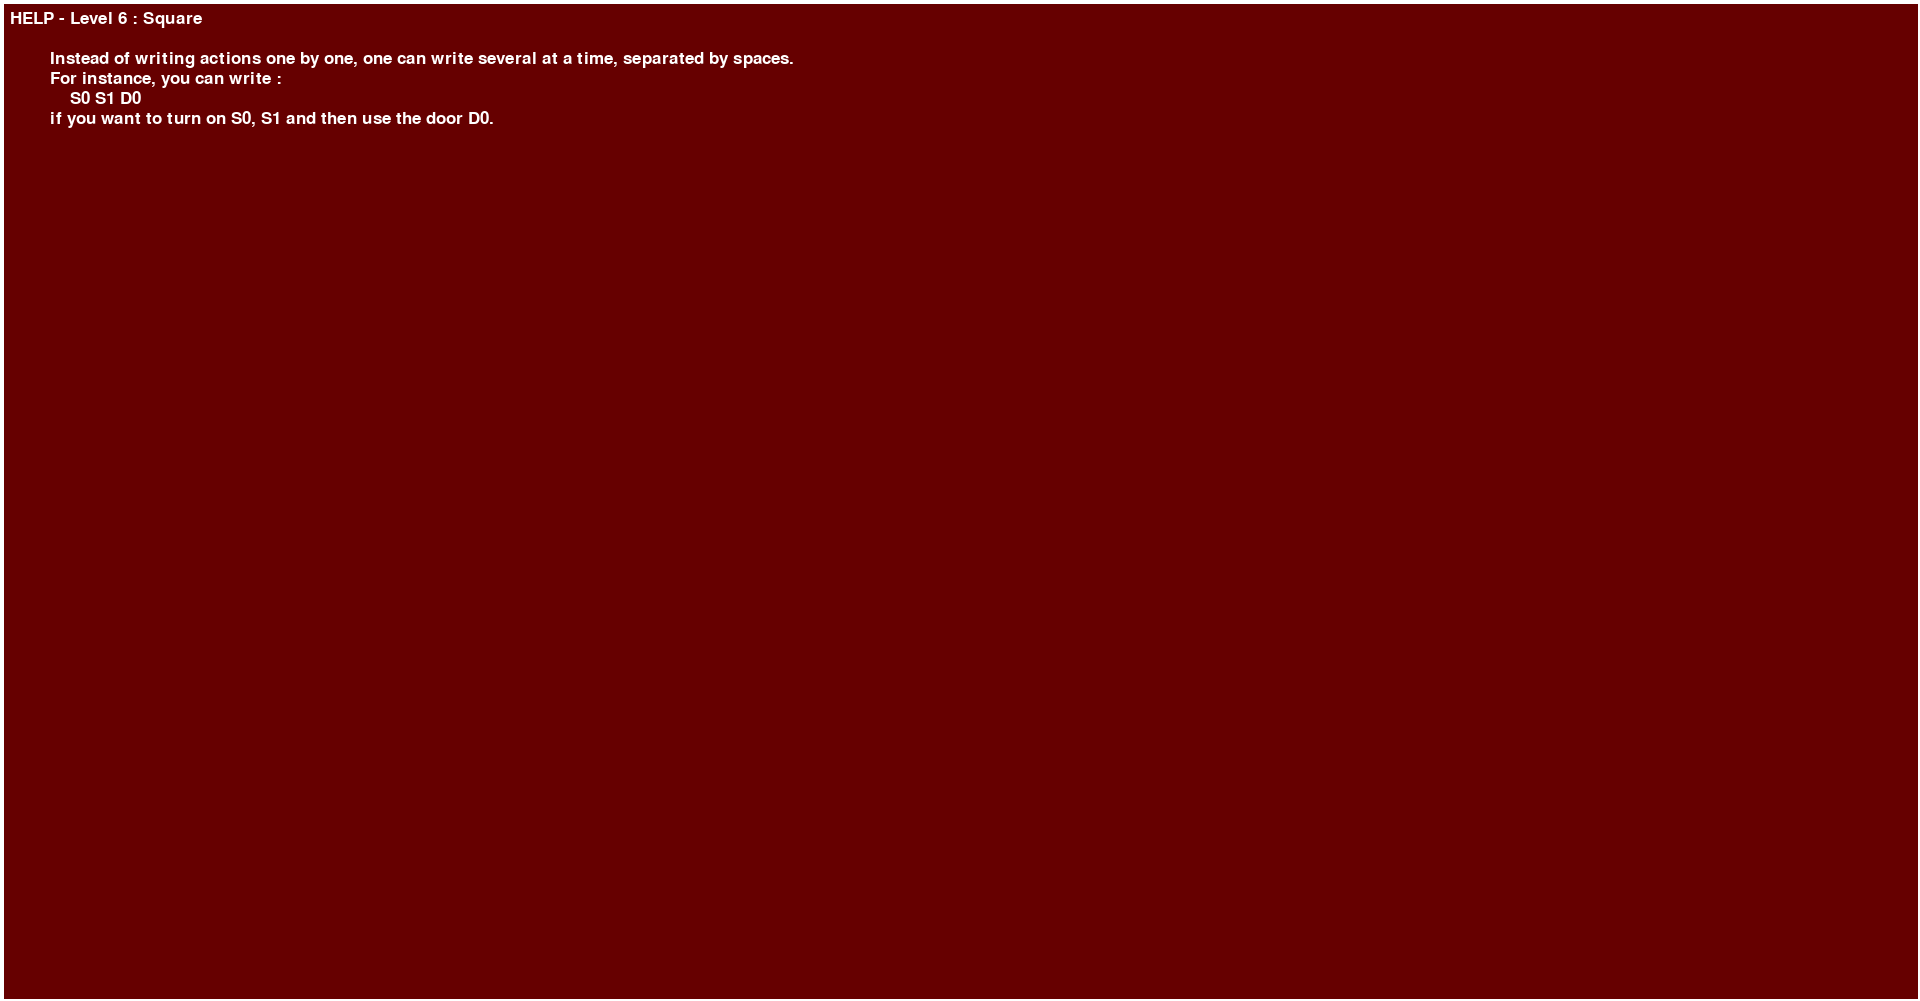 HELP - Level 6 : Square
Instead of writing actions one by one, one can write several at a time, separated by spaces.
For instance, you can write :
S0 S1 D0
if you want to turn on S0, S1 and then use the door D0.